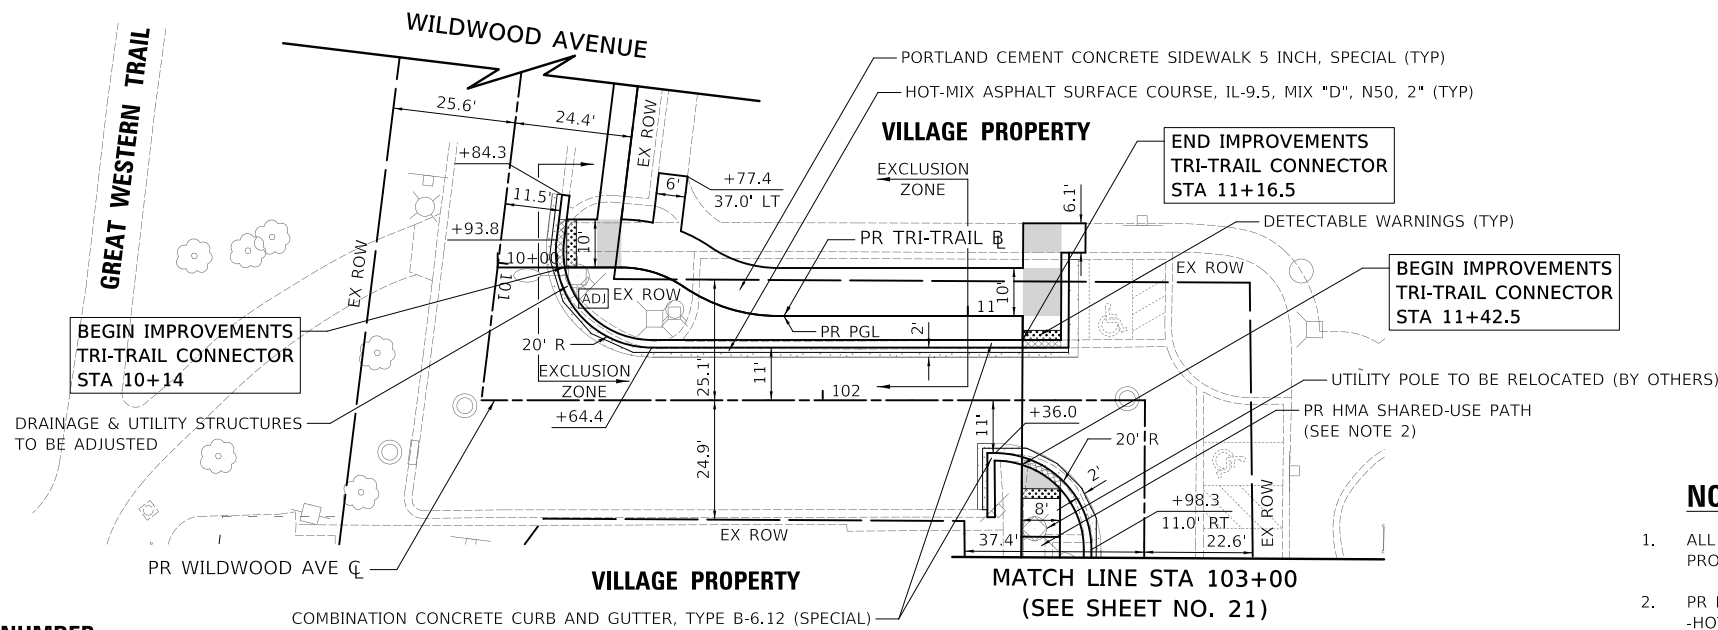 WILDWOOD AVENUE
GREAT WESTERN TRAIL
PORTLAND CEMENT CONCRETE SIDEWALK 5 INCH, SPECIAL (TYP)
HOT-MIX ASPHALT SURFACE COURSE, IL-9.5, MIX "D", N50, 2" (TYP)
25.6'
24.4'
EX ROW
VILLAGE PROPERTY
END IMPROVEMENTS
TRI-TRAIL CONNECTOR
STA 11+16.5
+84.3
EXCLUSION
ZONE
6'
+77.4
37.0' LT
11.5'
6.1'
DETECTABLE WARNINGS (TYP)
+93.8
10'
PR TRI-TRAIL BL
10+00
EX ROW
EX ROW
101
BEGIN IMPROVEMENTS
TRI-TRAIL CONNECTOR
STA 11+42.5
ADJ
EX ROW
10'
11
BEGIN IMPROVEMENTS
TRI-TRAIL CONNECTOR
STA 10+14
PR PGL
2'
20' R
25.1'
11'
EXCLUSION
ZONE
102
UTILITY POLE TO BE RELOCATED (BY OTHERS)
DRAINAGE & UTILITY STRUCTURES
TO BE ADJUSTED
+64.4
11'
+36.0
PR HMA SHARED-USE PATH
(SEE NOTE 2)
20' R
24.9'
2'
8'
+98.3
11.0' RT
EX ROW
EX ROW
37.4'
22.6'
NO
PR WILDWOOD AVE CL
VILLAGE PROPERTY
MATCH LINE STA 103+00
(SEE SHEET NO. 21)
1. ALL
PRO
2. PR
-HOT
COMBINATION CONCRETE CURB AND GUTTER, TYPE B-6.12 (SPECIAL)
NUMBER